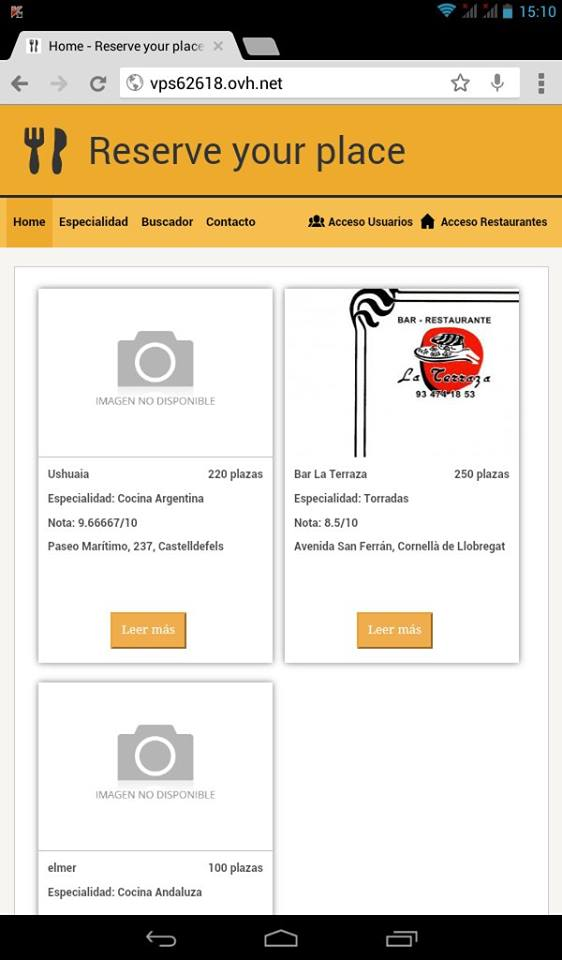 15:10
Home - Reserve your place
vps62618.ovh.net
Reserve your place
Home Especialidad Buscador Contacto Acceso Usuarios Acceso Restaurantes
IMAGEN NO DISPONIBLE
Ushuaia 220 plazas
Especialidad: Cocina Argentina
Nota: 9.66667/10
Paseo Marítimo, 237, Castelldefels
Leer más
BAR - RESTAURANTE
La Terraza
93 474 18 53
Bar La Terraza 250 plazas
Especialidad: Torradas
Nota: 8.5/10
Avenida San Ferrán, Cornellà de Llobregat
Leer más
IMAGEN NO DISPONIBLE
elmer 100 plazas
Especialidad: Cocina Andaluza